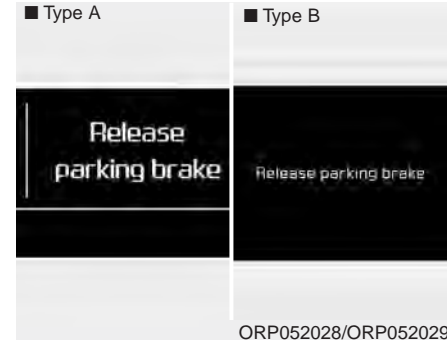 ■ Type A
■ Type B
Release
parking brake
Release parking brake
ORP052028/ORP052029